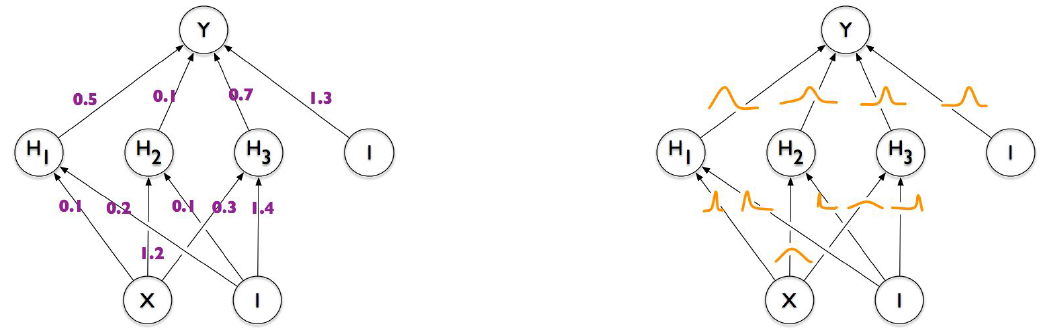 Y Y
0.5 0.1 0.7 1.3
H1 H2 H3 I H1 H2 H3 I
0.1 0.2 0.1 0.3 1.4
1.2
X I X I